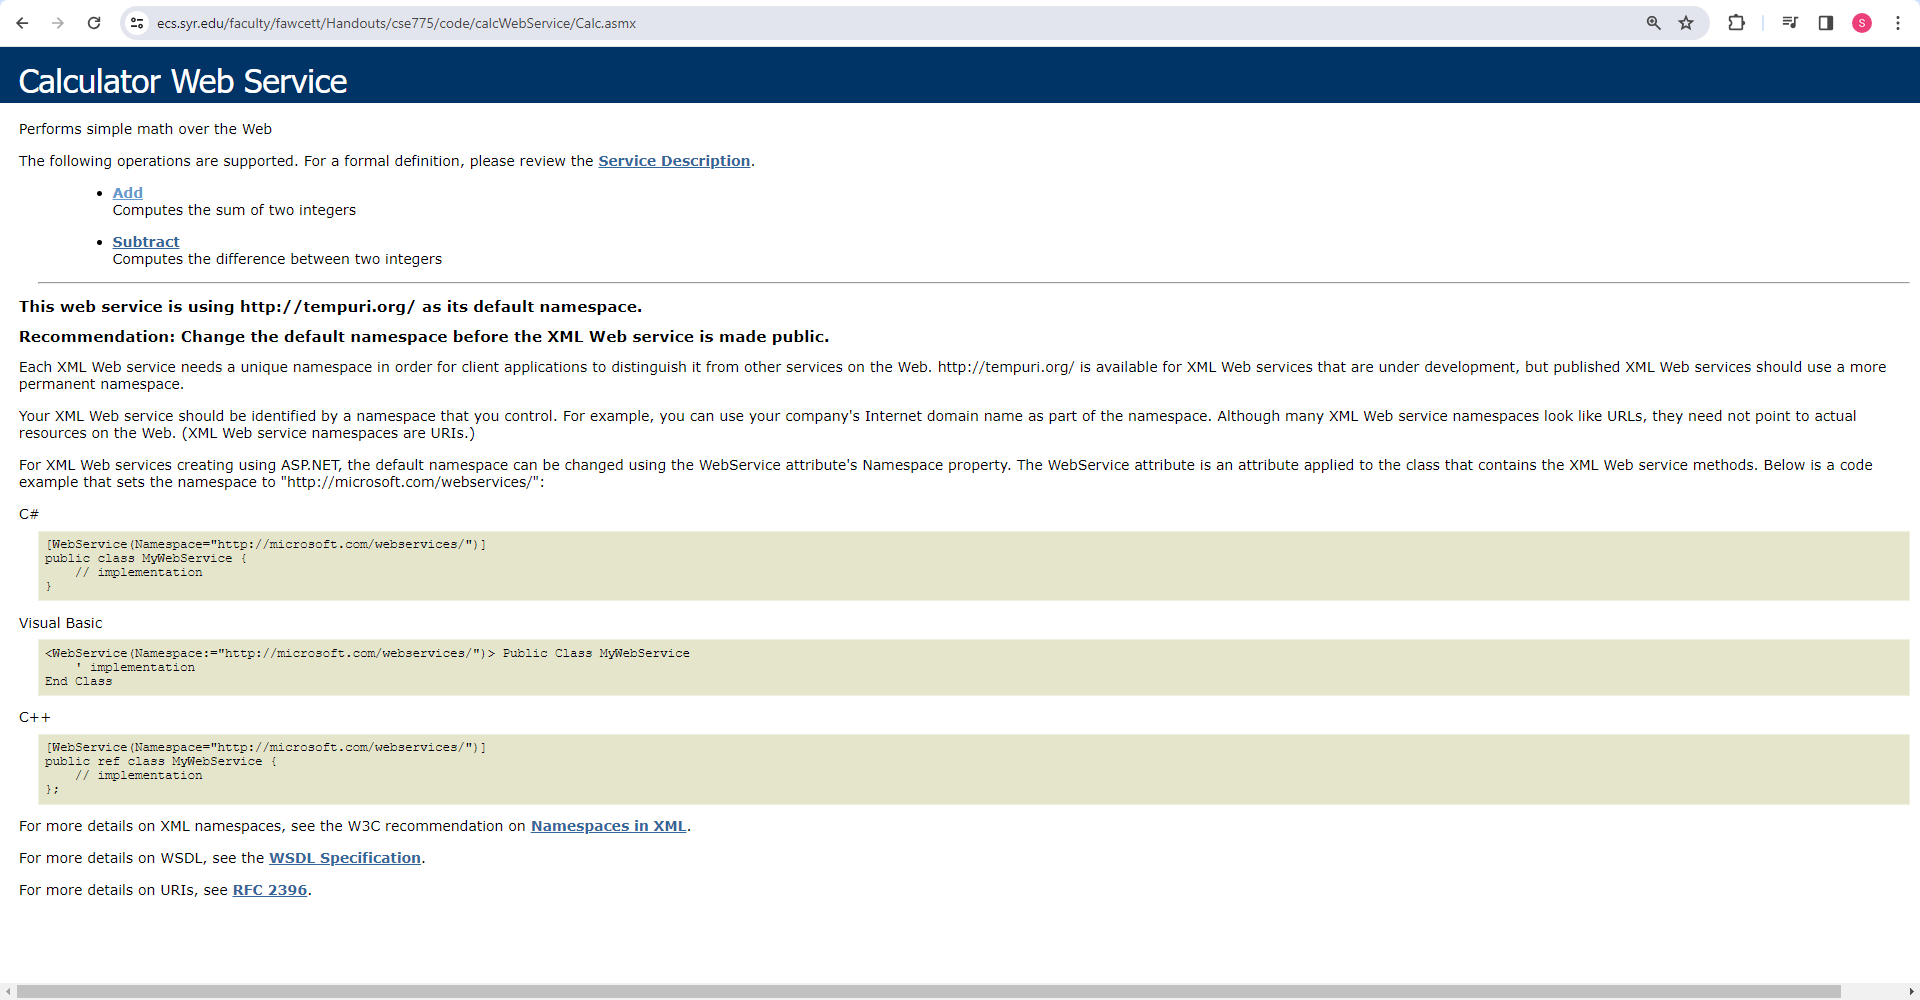 ecs.syr.edu/faculty/fawcett/Handouts/cse775/code/calcWebService/Calc.asmx
S
Calculator Web Service
Performs simple math over the Web
The following operations are supported. For a formal definition, please review the Service Description.
• Add
Computes the sum of two integers
• Subtract
Computes the difference between two integers
This web service is using http://tempuri.org/ as its default namespace.
Recommendation: Change the default namespace before the XML Web service is made public.
Each XML Web service needs a unique namespace in order for client applications to distinguish it from other services on the Web. http://tempuri.org/ is available for XML Web services that are under development, but published XML Web services should use a more
permanent namespace.
Your XML Web service should be identified by a namespace that you control. For example, you can use your company's Internet domain name as part of the namespace. Although many XML Web service namespaces look like URLs, they need not point to actual
resources on the Web. (XML Web service namespaces are URIs.)
For XML Web services creating using ASP.NET, the default namespace can be changed using the WebService attribute's Namespace property. The WebService attribute is an attribute applied to the class that contains the XML Web service methods. Below is a code
example that sets the namespace to "http://microsoft.com/webservices/":
C#
[WebService(Namespace="http://microsoft.com/webservices/")]
public class MyWebService {
// implementation
}
Visual Basic
<WebService(Namespace:="http://microsoft.com/webservices/")> Public Class MyWebService
' implementation
End Class
C++
[WebService(Namespace="http://microsoft.com/webservices/")]
public ref class MyWebService {
// implementation
};
For more details on XML namespaces, see the W3C recommendation on Namespaces in XML.
For more details on WSDL, see the WSDL Specification.
For more details on URIs, see RFC 2396.